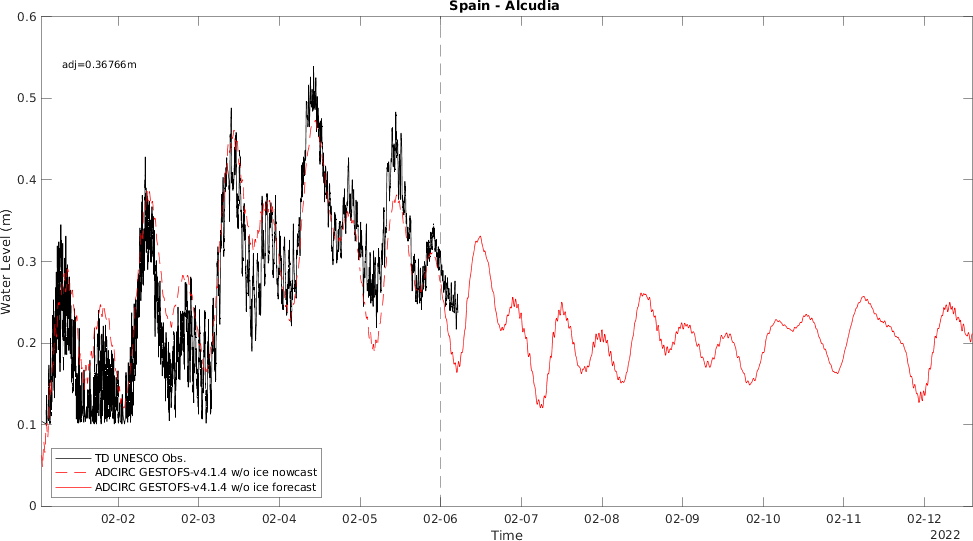 Spain - Alcudia
adj=0.36766m
0.6
0.5
0.4
0.3
0.2
0.1
0
Water Level (m)
TD UNESCO Obs.
ADCIRC GESTOFS-v4.1.4 w/o ice nowcast
ADCIRC GESTOFS-v4.1.4 w/o ice forecast
02-02 02-03 02-04 02-05 02-06 02-07 02-08 02-09 02-10 02-11 02-12
Time
2022